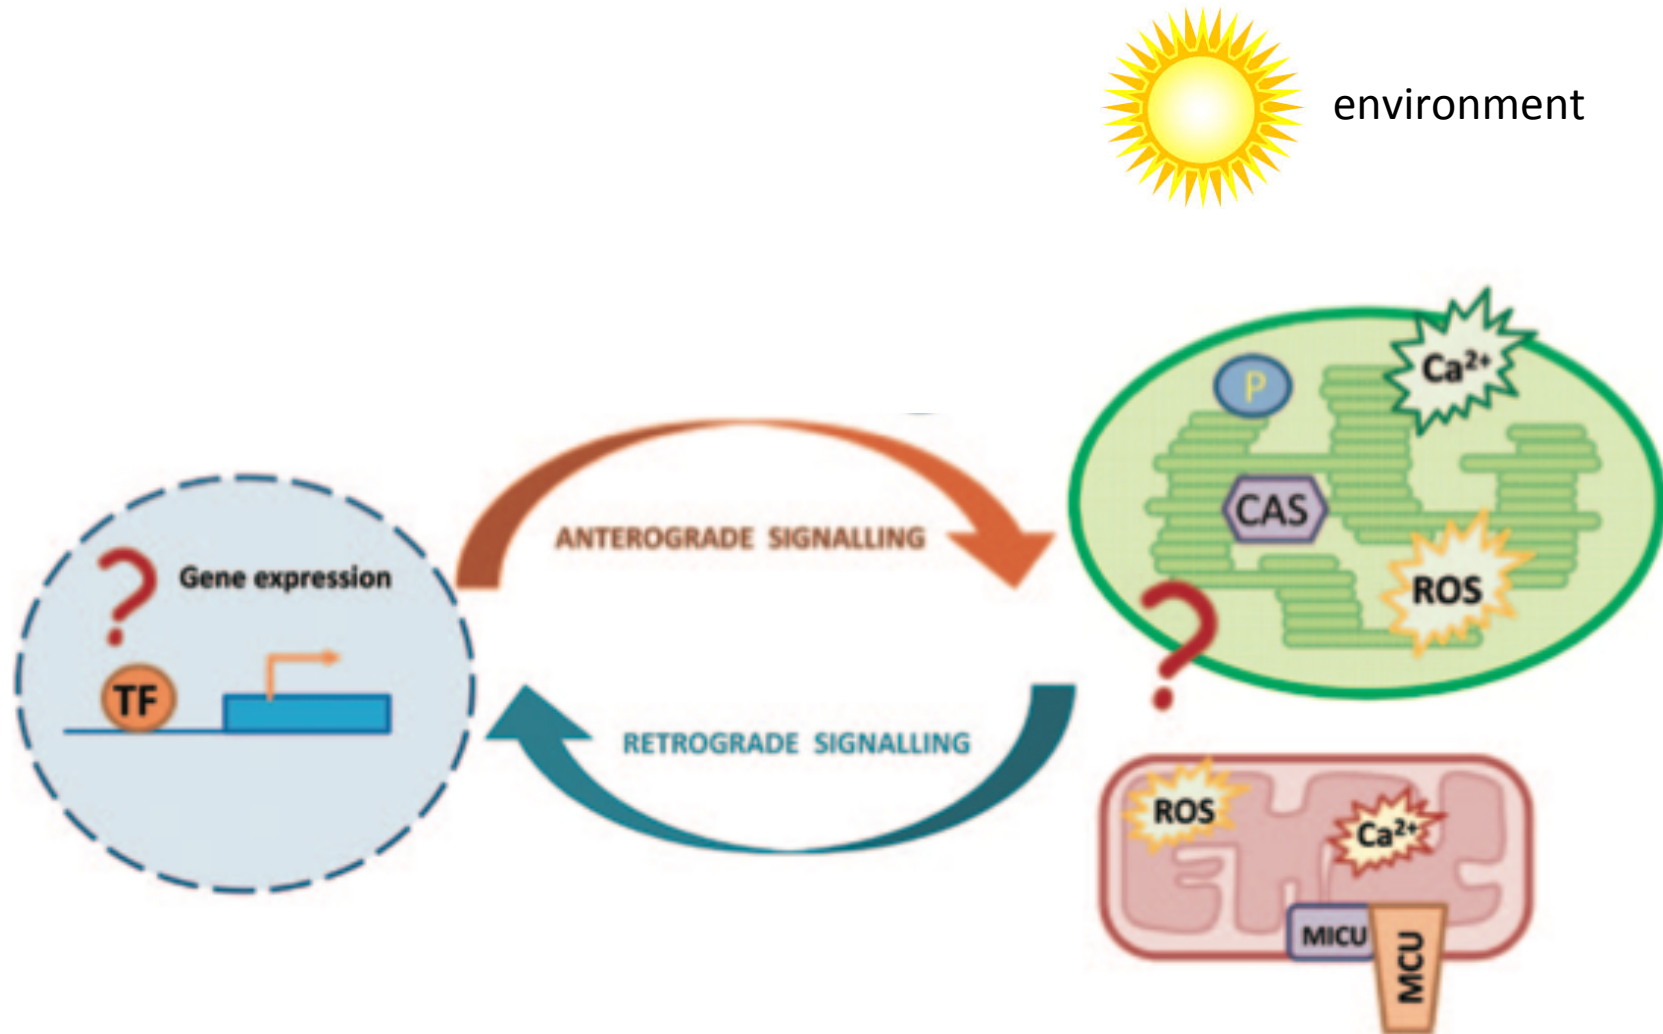 environment
Ca²⁺
P
CAS
ANTEROGRADE SIGNALLING
ROS
Gene expression
TF
RETROGRADE SIGNALLING
ROS
Ca²⁺
MICU
MCU
?
?